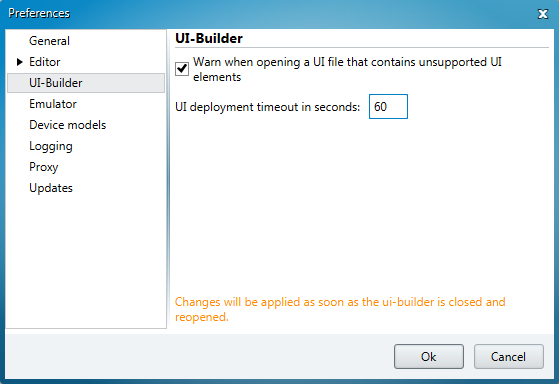 Preferences
General
Editor
UI-Builder
Emulator
Device models
Logging
Proxy
Updates
UI-Builder
Warn when opening a UI file that contains unsupported UI
elements
UI deployment timeout in seconds: 60
Changes will be applied as soon as the ui-builder is closed and
reopened.
Ok Cancel